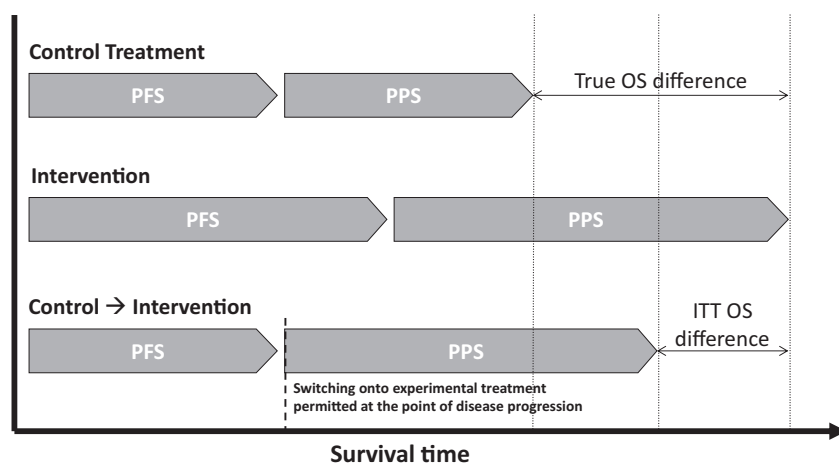 Control Treatment
PFS
PPS
True OS difference
Intervention
PFS
PPS
Control → Intervention
PFS
PPS
ITT OS
difference
Switching onto experimental treatment
permitted at the point of disease progression
Survival time